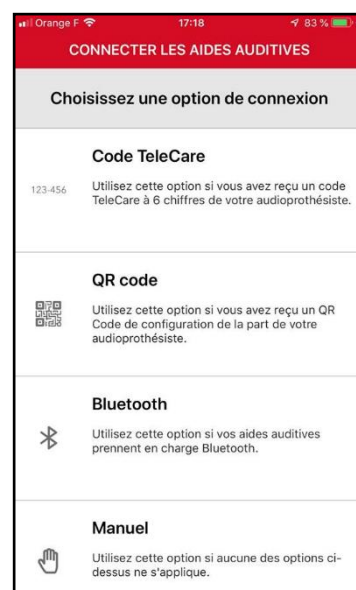 Orange F 17:18 83 %
CONNECTER LES AIDES AUDITIVES
Choisissez une option de connexion
Code TeleCare
123-456
Utilisez cette option si vous avez reçu un code
TeleCare à 6 chiffres de votre audioprothésiste.
QR code
Utilisez cette option si vous avez reçu un QR
Code de configuration de la part de votre
audioprothésiste.
Bluetooth
Utilisez cette option si vos aides auditives
prennent en charge Bluetooth.
Manuel
Utilisez cette option si aucune des options ci-
dessus ne s'applique.